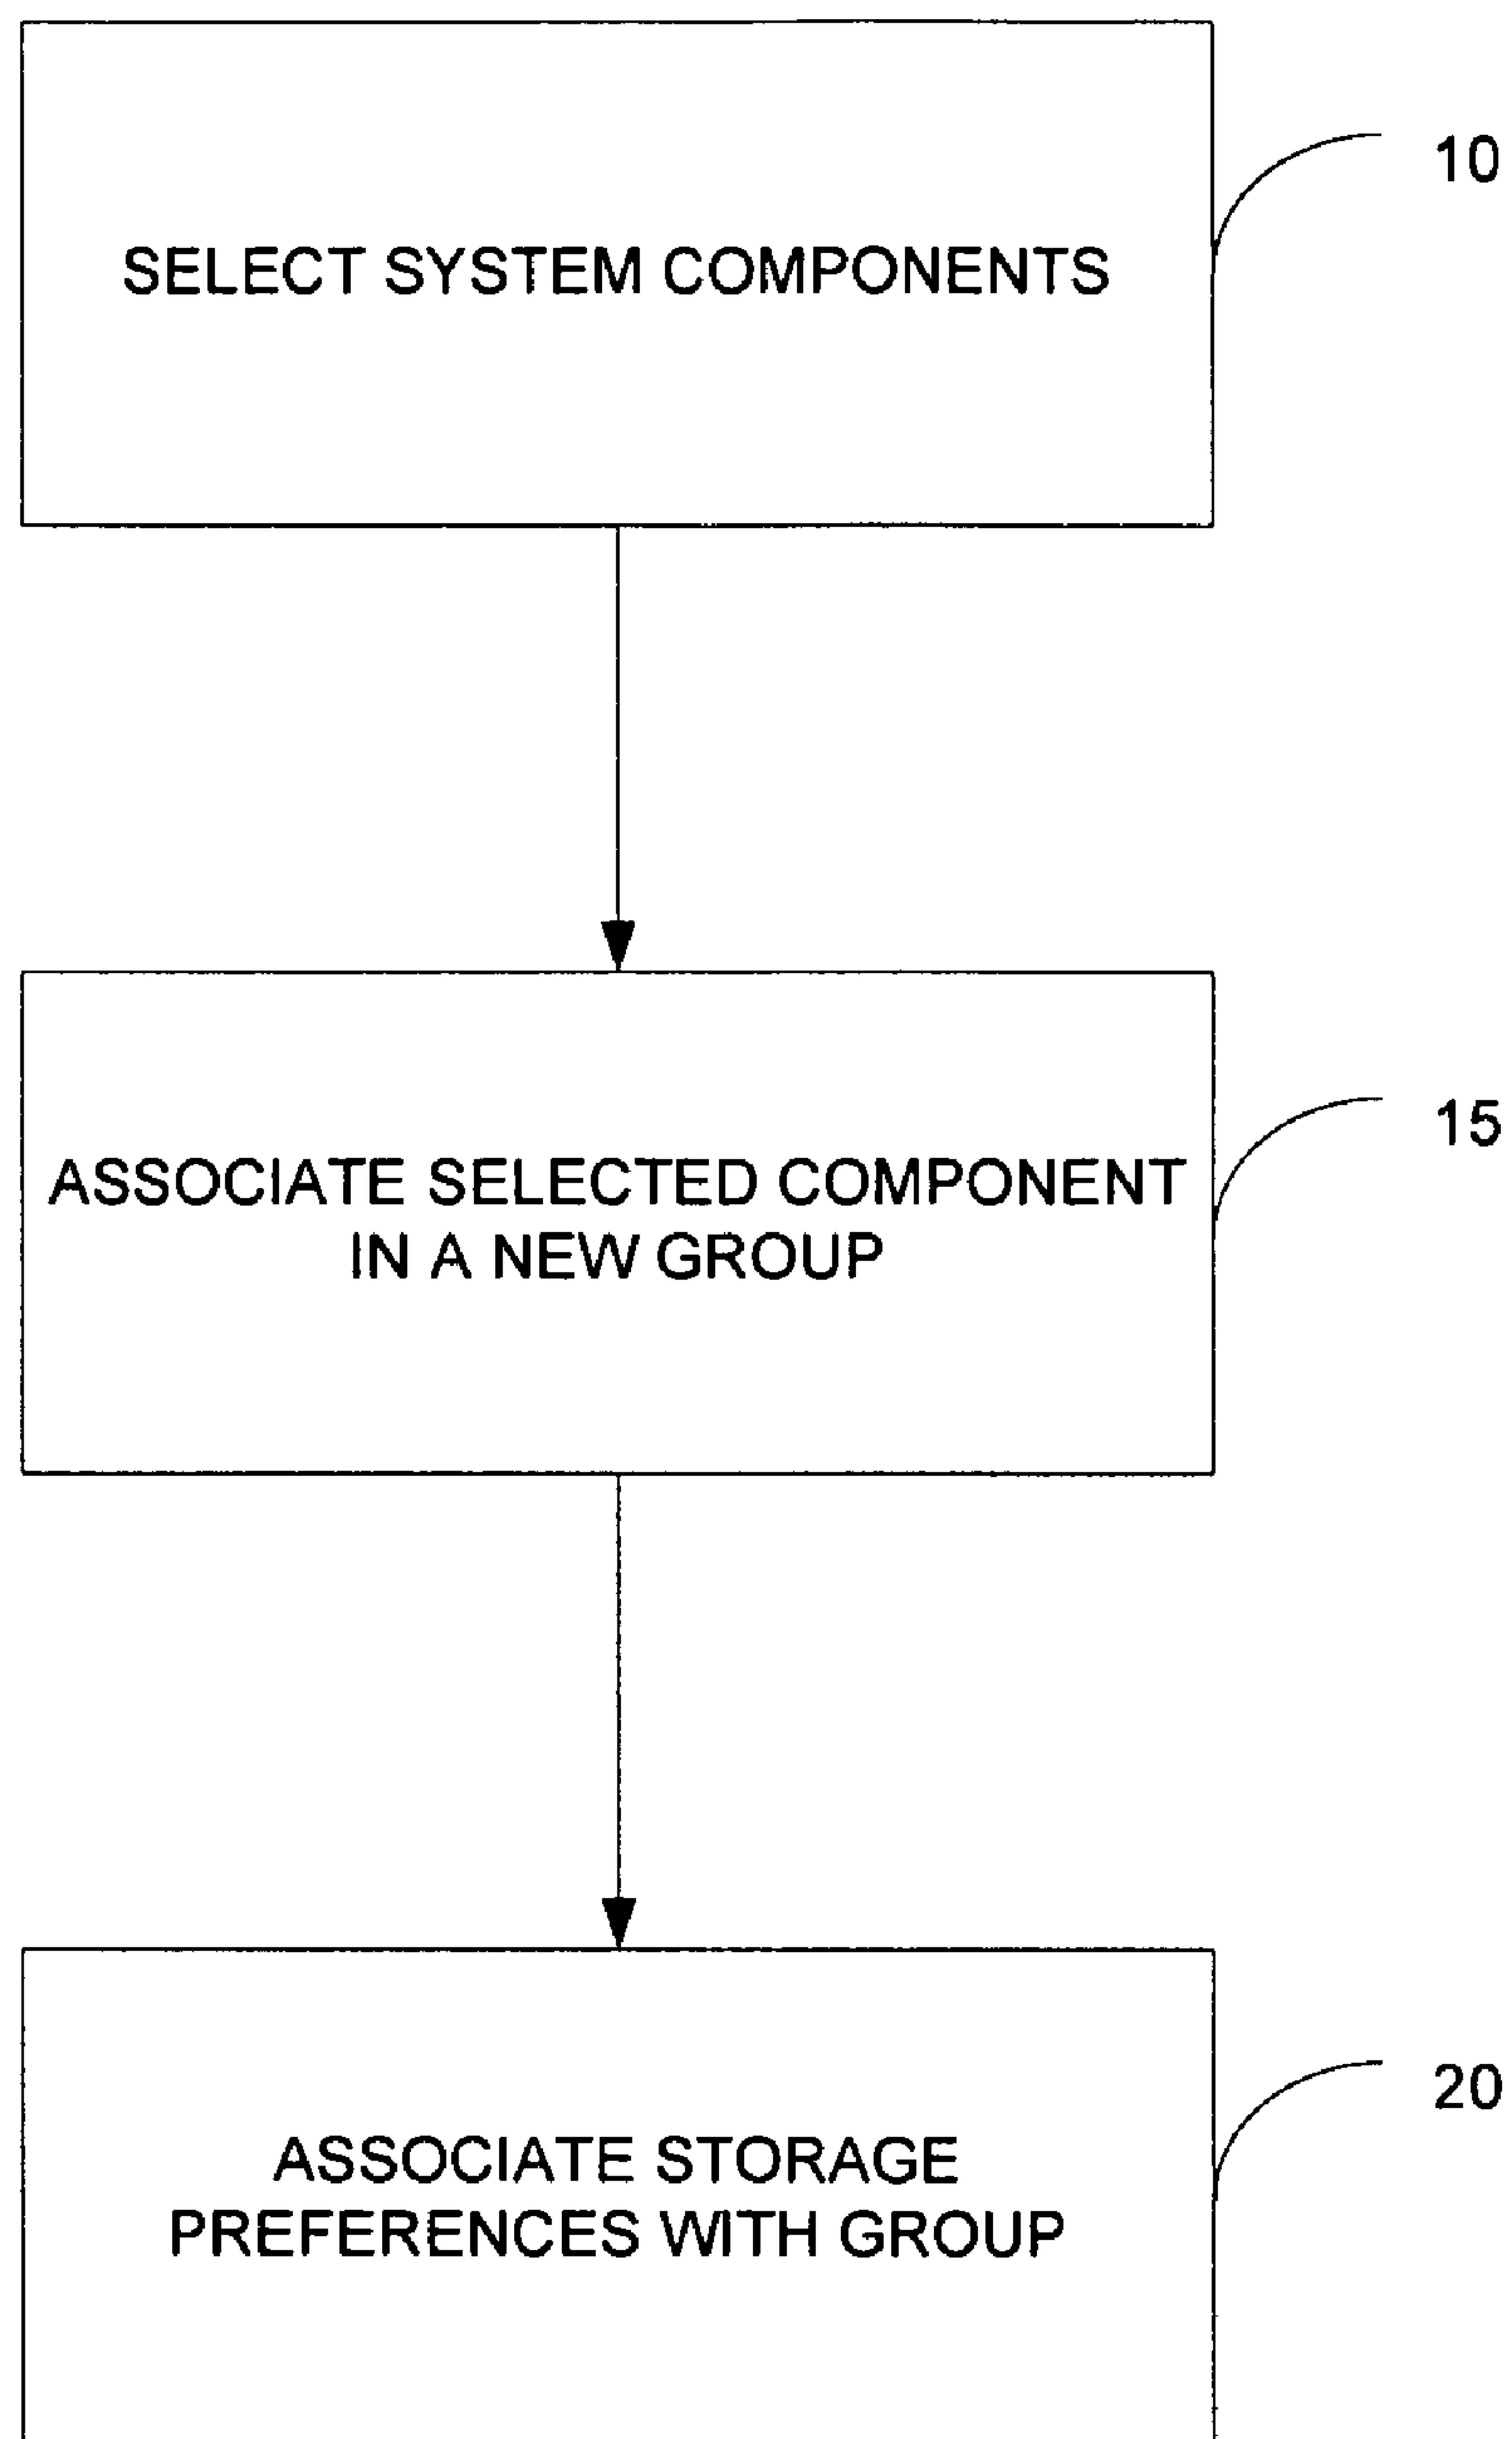 SELECT SYSTEM COMPONENTS
10
ASSOCIATE SELECTED COMPONENT
IN A NEW GROUP
15
ASSOCIATE STORAGE
PREFERENCES WITH GROUP
20